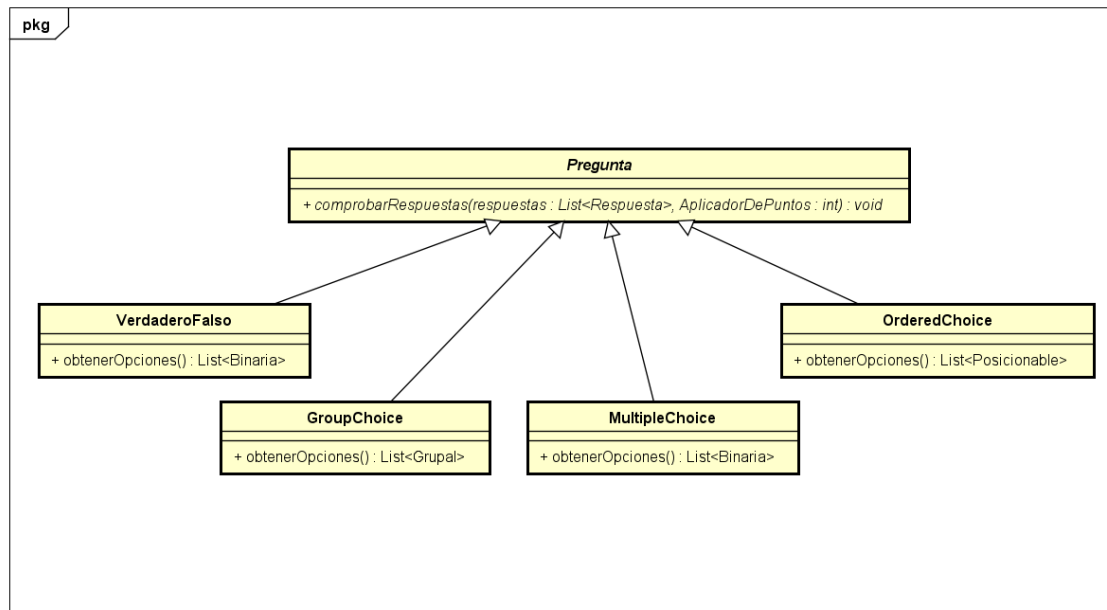 pkg
Pregunta
+ comprobarRespuestas(respuestas : List<Respuesta>, AplicadorDePuntos : int) : void
VerdaderoFalso
+ obtenerOpciones() : List<Binaria>
OrderedChoice
+ obtenerOpciones() : List<Posicionable>
GroupChoice
+ obtenerOpciones() : List<Grupal>
MultipleChoice
+ obtenerOpciones() : List<Binaria>